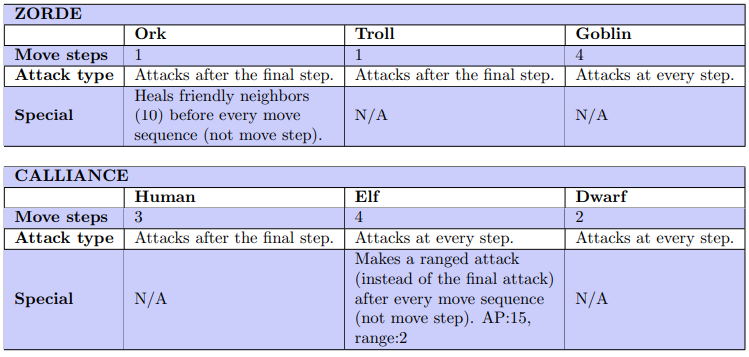 ZORDE
Ork Troll Goblin
Move steps 1 1 4
Attack type Attacks after the final step. Attacks after the final step. Attacks at every step.
Heals friendly neighbors
(10) before every move
Special N/A N/A
sequence (not move step).
CALLIANCE
Human Elf Dwarf
Move steps 3 4 2
Attack type Attacks after the final step. Attacks at every step. Attacks at every step.
Makes a ranged attack
(instead of the final attack)
Special N/A after every move sequence N/A
(not move step). AP:15,
range:2